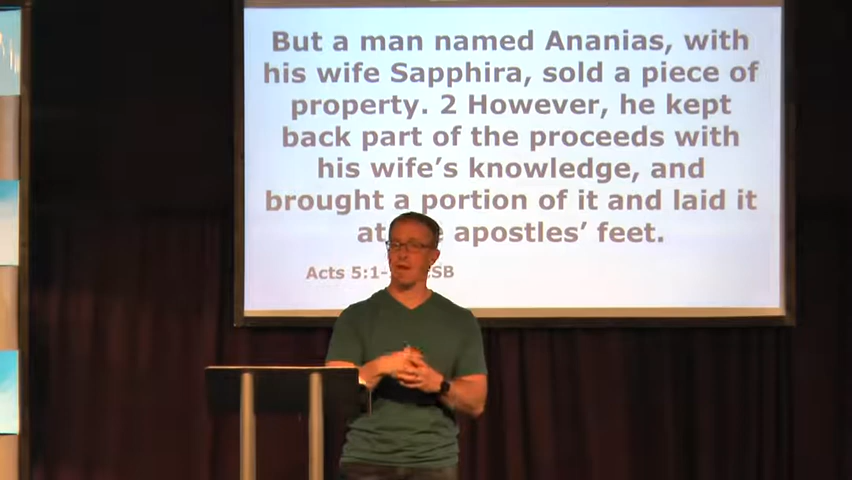 But a man named Ananias, with
his wife Sapphira, sold a piece of
property. 2 However, he kept
back part of the proceeds with
his wife's knowledge, and
brought a portion of it and laid it
apostles' feet.
Acts 5:1-